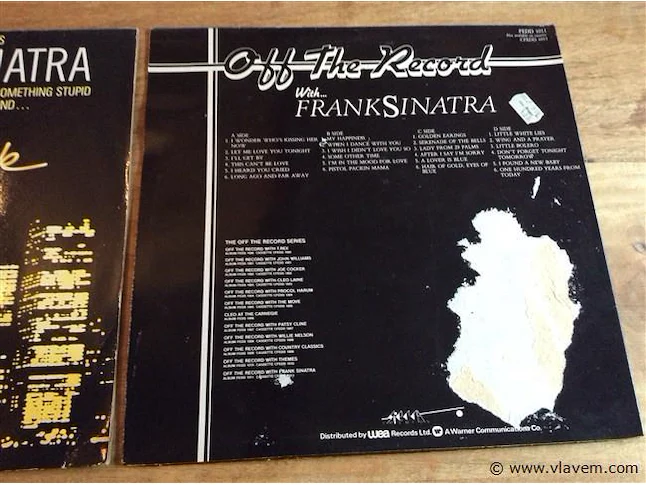 S
NATRA
SOMETHING STUPID
ND...
k
PEDD 1011
CPEDD 1011
Off The Record
With...
FRANKSINATRA
A SIDE
1. I WONDER WHO'S KISSING HER
NOW
2. LET ME LOVE YOU TONIGHT
3. I'LL GET BY
4. THIS CAN'T BE LOVE
5. I HEARD YOU CRIED
6. LONG AGO AND FAR AWAY
B SIDE
MY HAPPINESS
WHEN I DANCE WITH YOU
3. I WISH I DIDN'T LOVE YOU SO
4. SOME OTHER TIME
5. I'M IN THE MOOD FOR LOVE
6. PISTOL PACKIN MAMA
C SIDE
1. GOLDEN EARINGS
2. SERENADE OF THE BELLS
3. LADY FROM 29 PALMS
4. AFTER I SAY I'M SORRY
5. A LOVER IS BLUE
6. HAIR OF GOLD, EYES OF
BLUE
D SIDE
1. LITTLE WHITE LIES
2. WING AND A PRAYER
3. LITTLE BOLERO
4. DON'T FORGET TONIGHT
TOMORROW
5. I FOUND A NEW BABY
6. ONE HUNDRED YEARS FROM
TODAY
THE OFF THE RECORD SERIES
OFF THE RECORD WITH T.REX
OFF THE RECORD WITH JOHN WILLIAMS
OFF THE RECORD WITH JOE COCKER
OFF THE RECORD WITH CLEO LAINE
OFF THE RECORD WITH PROCOL HARUM
OFF THE RECORD WITH THE MOVE
CLEO AT THE CARNEGIE
OFF THE RECORD WITH PATSY CLINE
OFF THE RECORD WITH WILLIE NELSON
OFF THE RECORD WITH COUNTRY CLASSICS
OFF THE RECORD WITH THEMES
OFF THE RECORD WITH FRANK SINATRA
Distributed by wea Records Ltd. A Warner Communications Co.
© www.vlavem.com